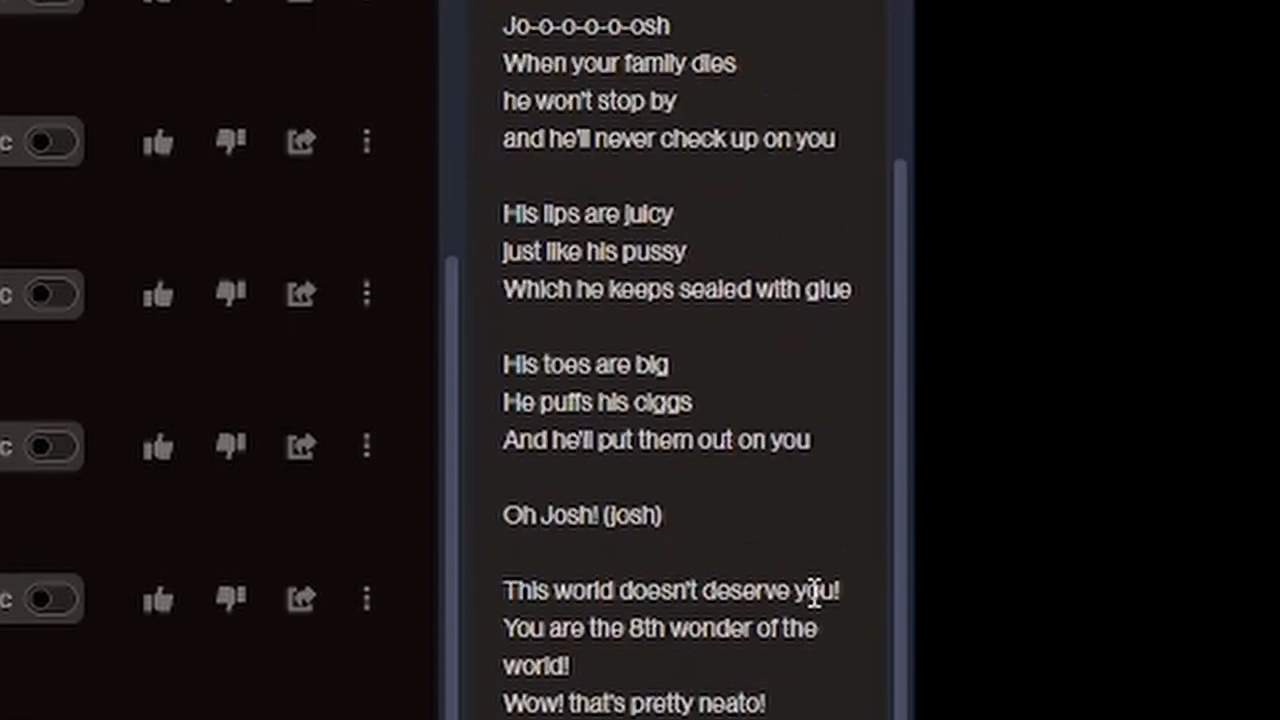 Jo-o-o-o-o-osh
When your family dies
he won't stop by
and he'll never check up on you
His lips are juicy
just like his pussy
Which he keeps sealed with glue
His toes are big
He puffs his ciggs
And he'll put them out on you
Oh Josh! (josh)
This world doesn't deserve you!
You are the 8th wonder of the
world!
Wow! that's pretty neato!
c
c
c
c